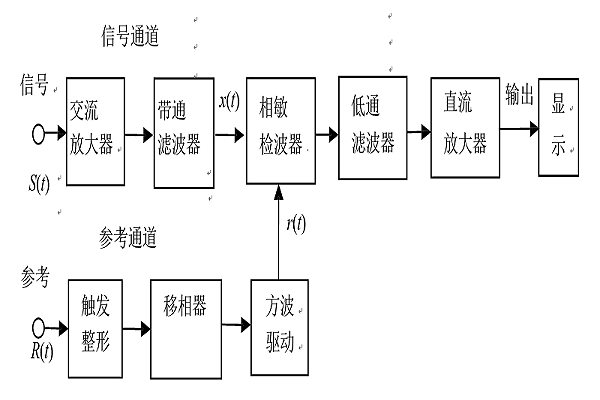 信号通道
信号
S(t)
交流
放大器
带通
滤波器
x(t)
相敏
检波器
低通
滤波器
直流
放大器
输出
显
示
r(t)
参考通道
参考
R(t)
触发
整形
移相器
方波
驱动